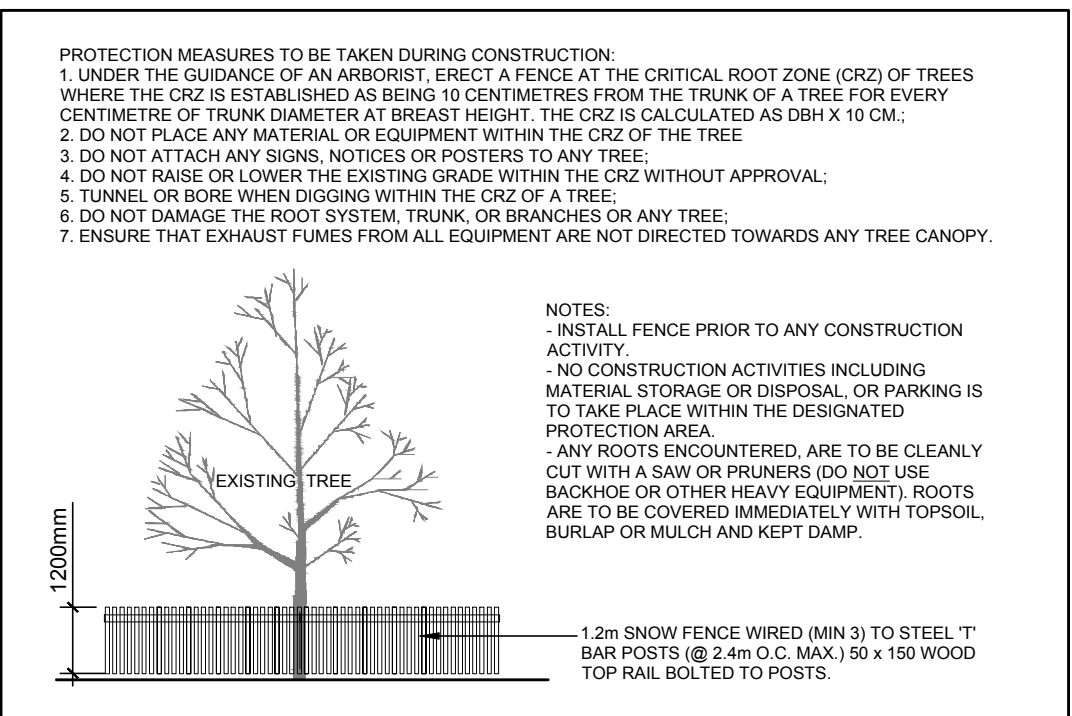 PROTECTION MEASURES TO BE TAKEN DURING CONSTRUCTION:
1. UNDER THE GUIDANCE OF AN ARBORIST, ERECT A FENCE AT THE CRITICAL ROOT ZONE (CRZ) OF TREES
WHERE THE CRZ IS ESTABLISHED AS BEING 10 CENTIMETRES FROM THE TRUNK OF A TREE FOR EVERY
CENTIMETRE OF TRUNK DIAMETER AT BREAST HEIGHT. THE CRZ IS CALCULATED AS DBH X 10 CM.;
2. DO NOT PLACE ANY MATERIAL OR EQUIPMENT WITHIN THE CRZ OF THE TREE
3. DO NOT ATTACH ANY SIGNS, NOTICES OR POSTERS TO ANY TREE;
4. DO NOT RAISE OR LOWER THE EXISTING GRADE WITHIN THE CRZ WITHOUT APPROVAL;
5. TUNNEL OR BORE WHEN DIGGING WITHIN THE CRZ OF A TREE;
6. DO NOT DAMAGE THE ROOT SYSTEM, TRUNK, OR BRANCHES OR ANY TREE;
7. ENSURE THAT EXHAUST FUMES FROM ALL EQUIPMENT ARE NOT DIRECTED TOWARDS ANY TREE CANOPY.
NOTES:
- INSTALL FENCE PRIOR TO ANY CONSTRUCTION
ACTIVITY.
- NO CONSTRUCTION ACTIVITIES INCLUDING
MATERIAL STORAGE OR DISPOSAL, OR PARKING IS
TO TAKE PLACE WITHIN THE DESIGNATED
PROTECTION AREA.
- ANY ROOTS ENCOUNTERED, ARE TO BE CLEANLY
CUT WITH A SAW OR PRUNERS (DO NOT USE
BACKHOE OR OTHER HEAVY EQUIPMENT). ROOTS
ARE TO BE COVERED IMMEDIATELY WITH TOPSOIL,
BURLAP OR MULCH AND KEPT DAMP.
EXISTING TREE
1200mm
1.2m SNOW FENCE WIRED (MIN 3) TO STEEL 'T'
BAR POSTS (@ 2.4m O.C. MAX.) 50 x 150 WOOD
TOP RAIL BOLTED TO POSTS.